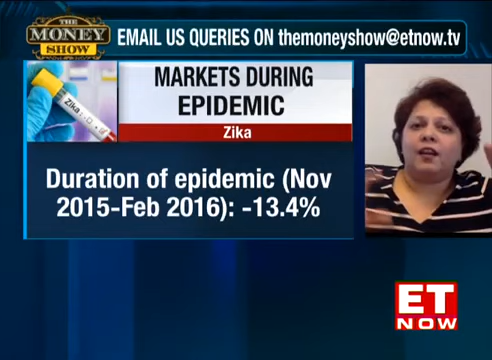 THE
MONEY
SHOW
EMAIL US QUERIES ON themoneyshow@etnow.tv
MARKETS DURING
EPIDEMIC
Zika
Zika
Duration of epidemic (Nov
2015-Feb 2016): -13.4%
ET
NOW